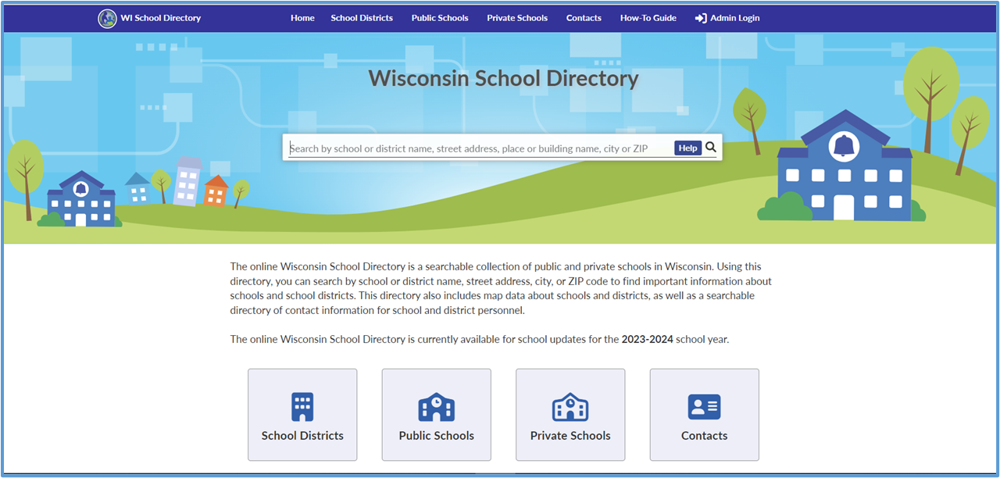 WI School Directory
Home School Districts Public Schools Private Schools Contacts How-To Guide Admin Login
Wisconsin School Directory
Search by school or district name, street address, place or building name, city or ZIP Help
The online Wisconsin School Directory is a searchable collection of public and private schools in Wisconsin. Using this
directory, you can search by school or district name, street address, city, or ZIP code to find important information about
schools and school districts. This directory also includes map data about schools and districts, as well as a searchable
directory of contact information for school and district personnel.
The online Wisconsin School Directory is currently available for school updates for the 2023-2024 school year.
School Districts Public Schools Private Schools Contacts